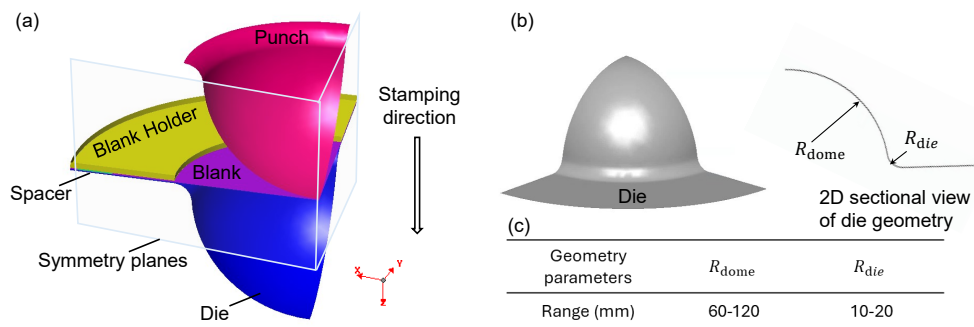 (a)
Punch
Stamping
direction
Blank Holder
Blank
Spacer
Symmetry planes
Die
X
Y
Z
(b)
Die
R_dome
R_die
2D sectional view
of die geometry
(c)
Geometry
parameters
R_dome
R_die
Range (mm)
60-120
10-20